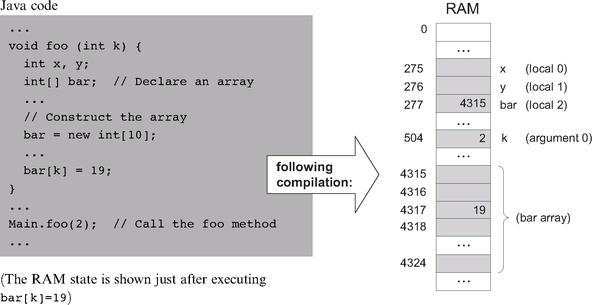 Java code
...
void foo (int k) {
int x, y;
int[] bar;  // Declare an array
...
// Construct the array
bar = new int[10];
...
bar[k] = 19;
}
...
Main.foo(2);  // Call the foo method
...
(The RAM state is shown just after executing
bar[k]=19)
following
compilation:
RAM
0
...
275 x (local 0)
276 y (local 1)
277 4315 bar (local 2)
...
504 2 k (argument 0)
...
4315
4316
4317 19
(bar array)
4318
...
4324
...